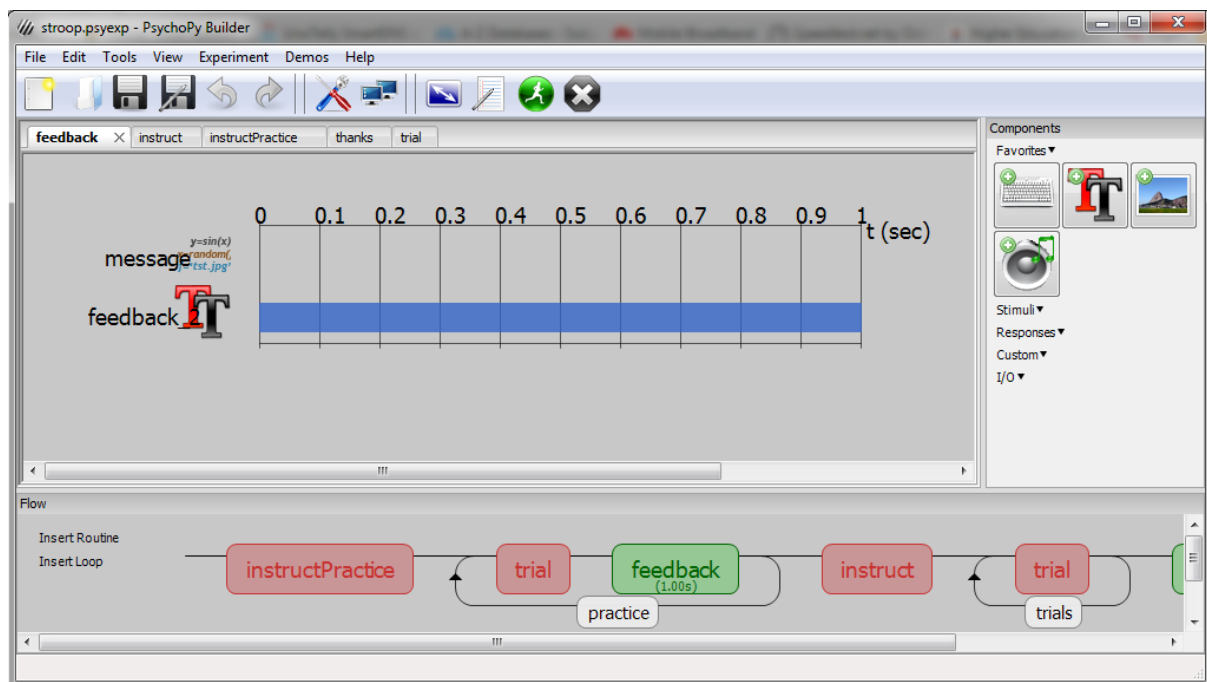 stroop.psyexp - PsychoPy Builder
File Edit Tools View Experiment Demos Help
feedback instruct instructPractice thanks trial
Components
Favorites
Stimuli
Responses
Custom
I/O
0 0.1 0.2 0.3 0.4 0.5 0.6 0.7 0.8 0.9 1
t (sec)
y=sin(x)
random(,
='tst.jpg'
message
feedback_2
Flow
Insert Routine
Insert Loop
instructPractice trial feedback instruct trial
(1.00s)
practice trials